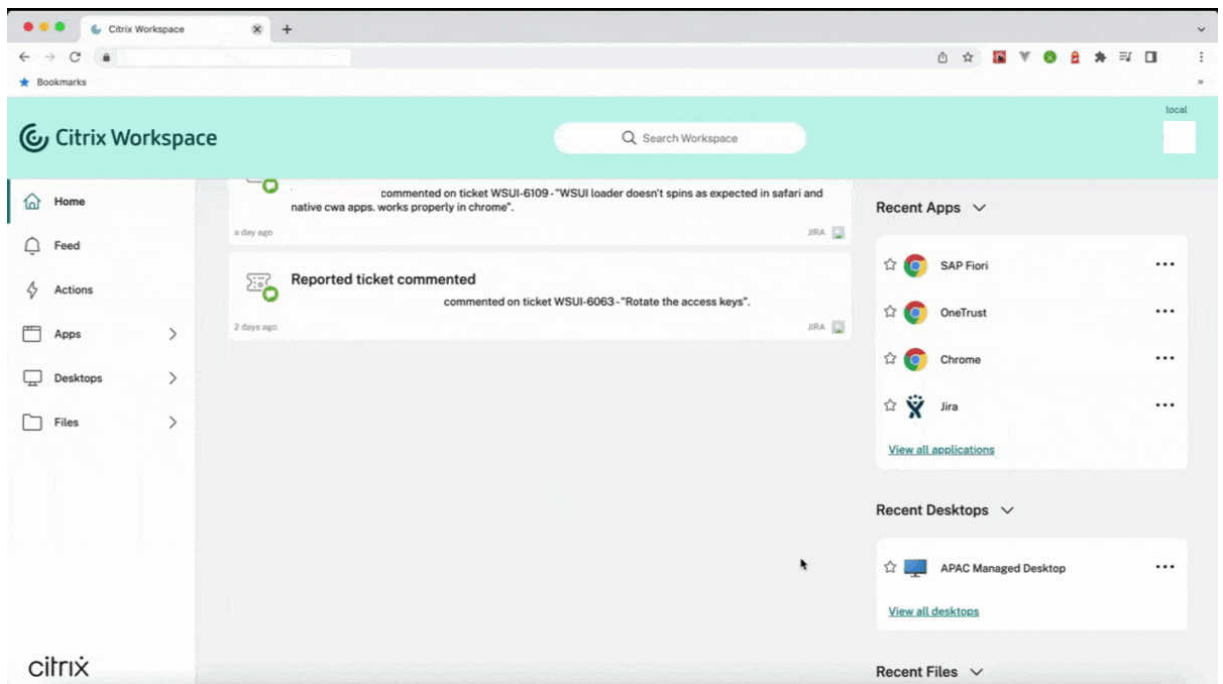 Citrix Workspace
Bookmarks
local
Citrix Workspace
Search Workspace
Home
Feed
Actions
Apps
Desktops
Files
citrix
commented on ticket WSUI-6109 - "WSUI loader doesn't spins as expected in safari and
native cwa apps. works properly in chrome".
a day ago
JIRA
Reported ticket commented
commented on ticket WSUI-6063 - "Rotate the access keys".
2 days ago
JIRA
Recent Apps
SAP Fiori
OneTrust
Chrome
Jira
View all applications
Recent Desktops
APAC Managed Desktop
View all desktops
Recent Files